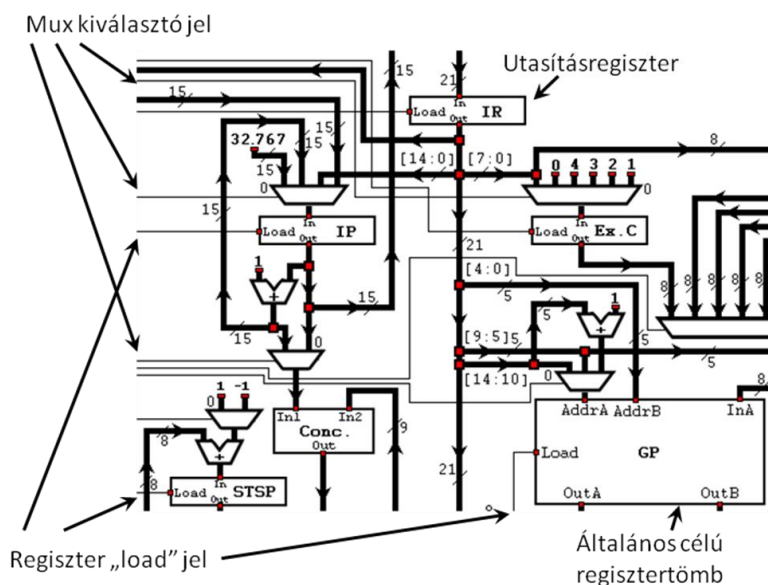 Mux kiválasztó jel
15
21
Utasításregiszter
Load In Out IR
15
15
15
32.767
15
[14:0] [7:0]
8
0 4 3 2 1
0
0
15
Load In Out IP
Load In Out Ex.C
21
1
[4:0]
8 8 8 8 8
+
15
5
5
1
+
5
15
0
[9:5] 5
5
0
[14:10]
1 -1
0
In1 In2
Conc.
Out
AddrA AddrB InA
8
8
+
9
Load GP
21
8
Load In Out STSP
OutA OutB
Regiszter „load” jel
Általános célú
regisztertömb